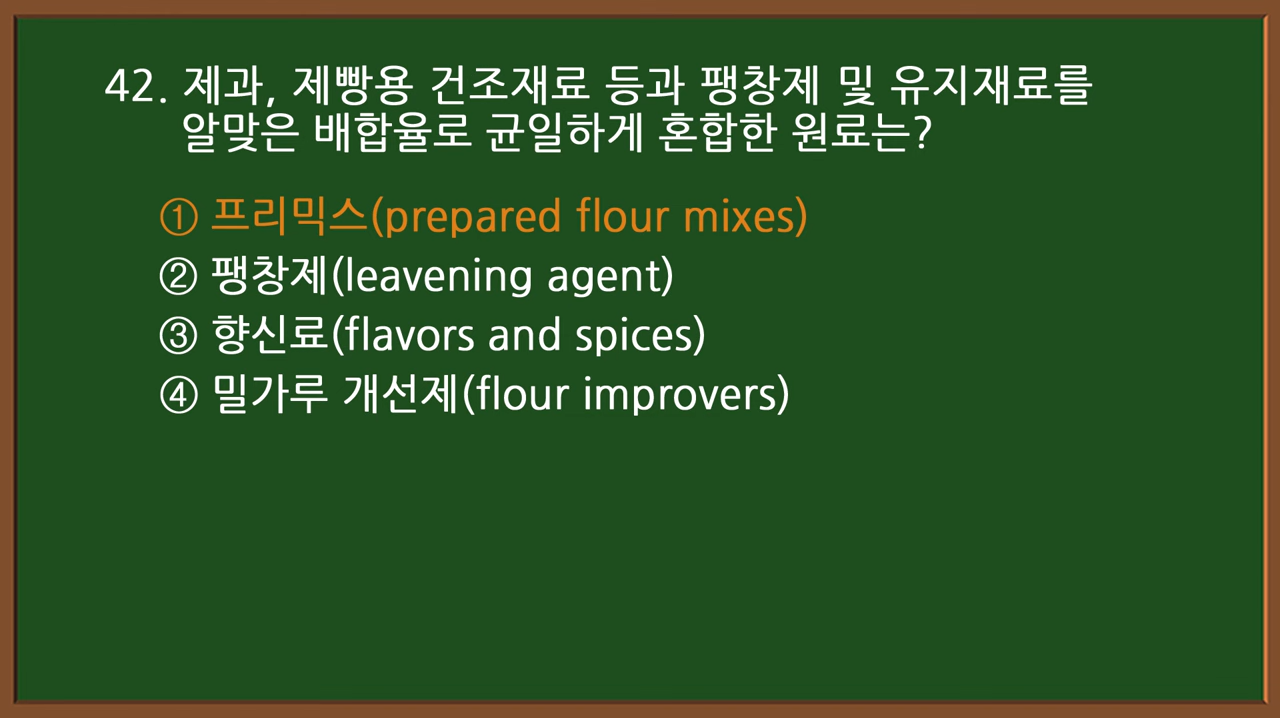 42. 제과, 제빵용 건조재료 등과 팽창제 및 유지재료를
알맞은 배합율로 균일하게 혼합한 원료는?
① 프리믹스(prepared flour mixes)
② 팽창제(leavening agent)
③ 향신료(flavors and spices)
④ 밀가루 개선제(flour improvers)